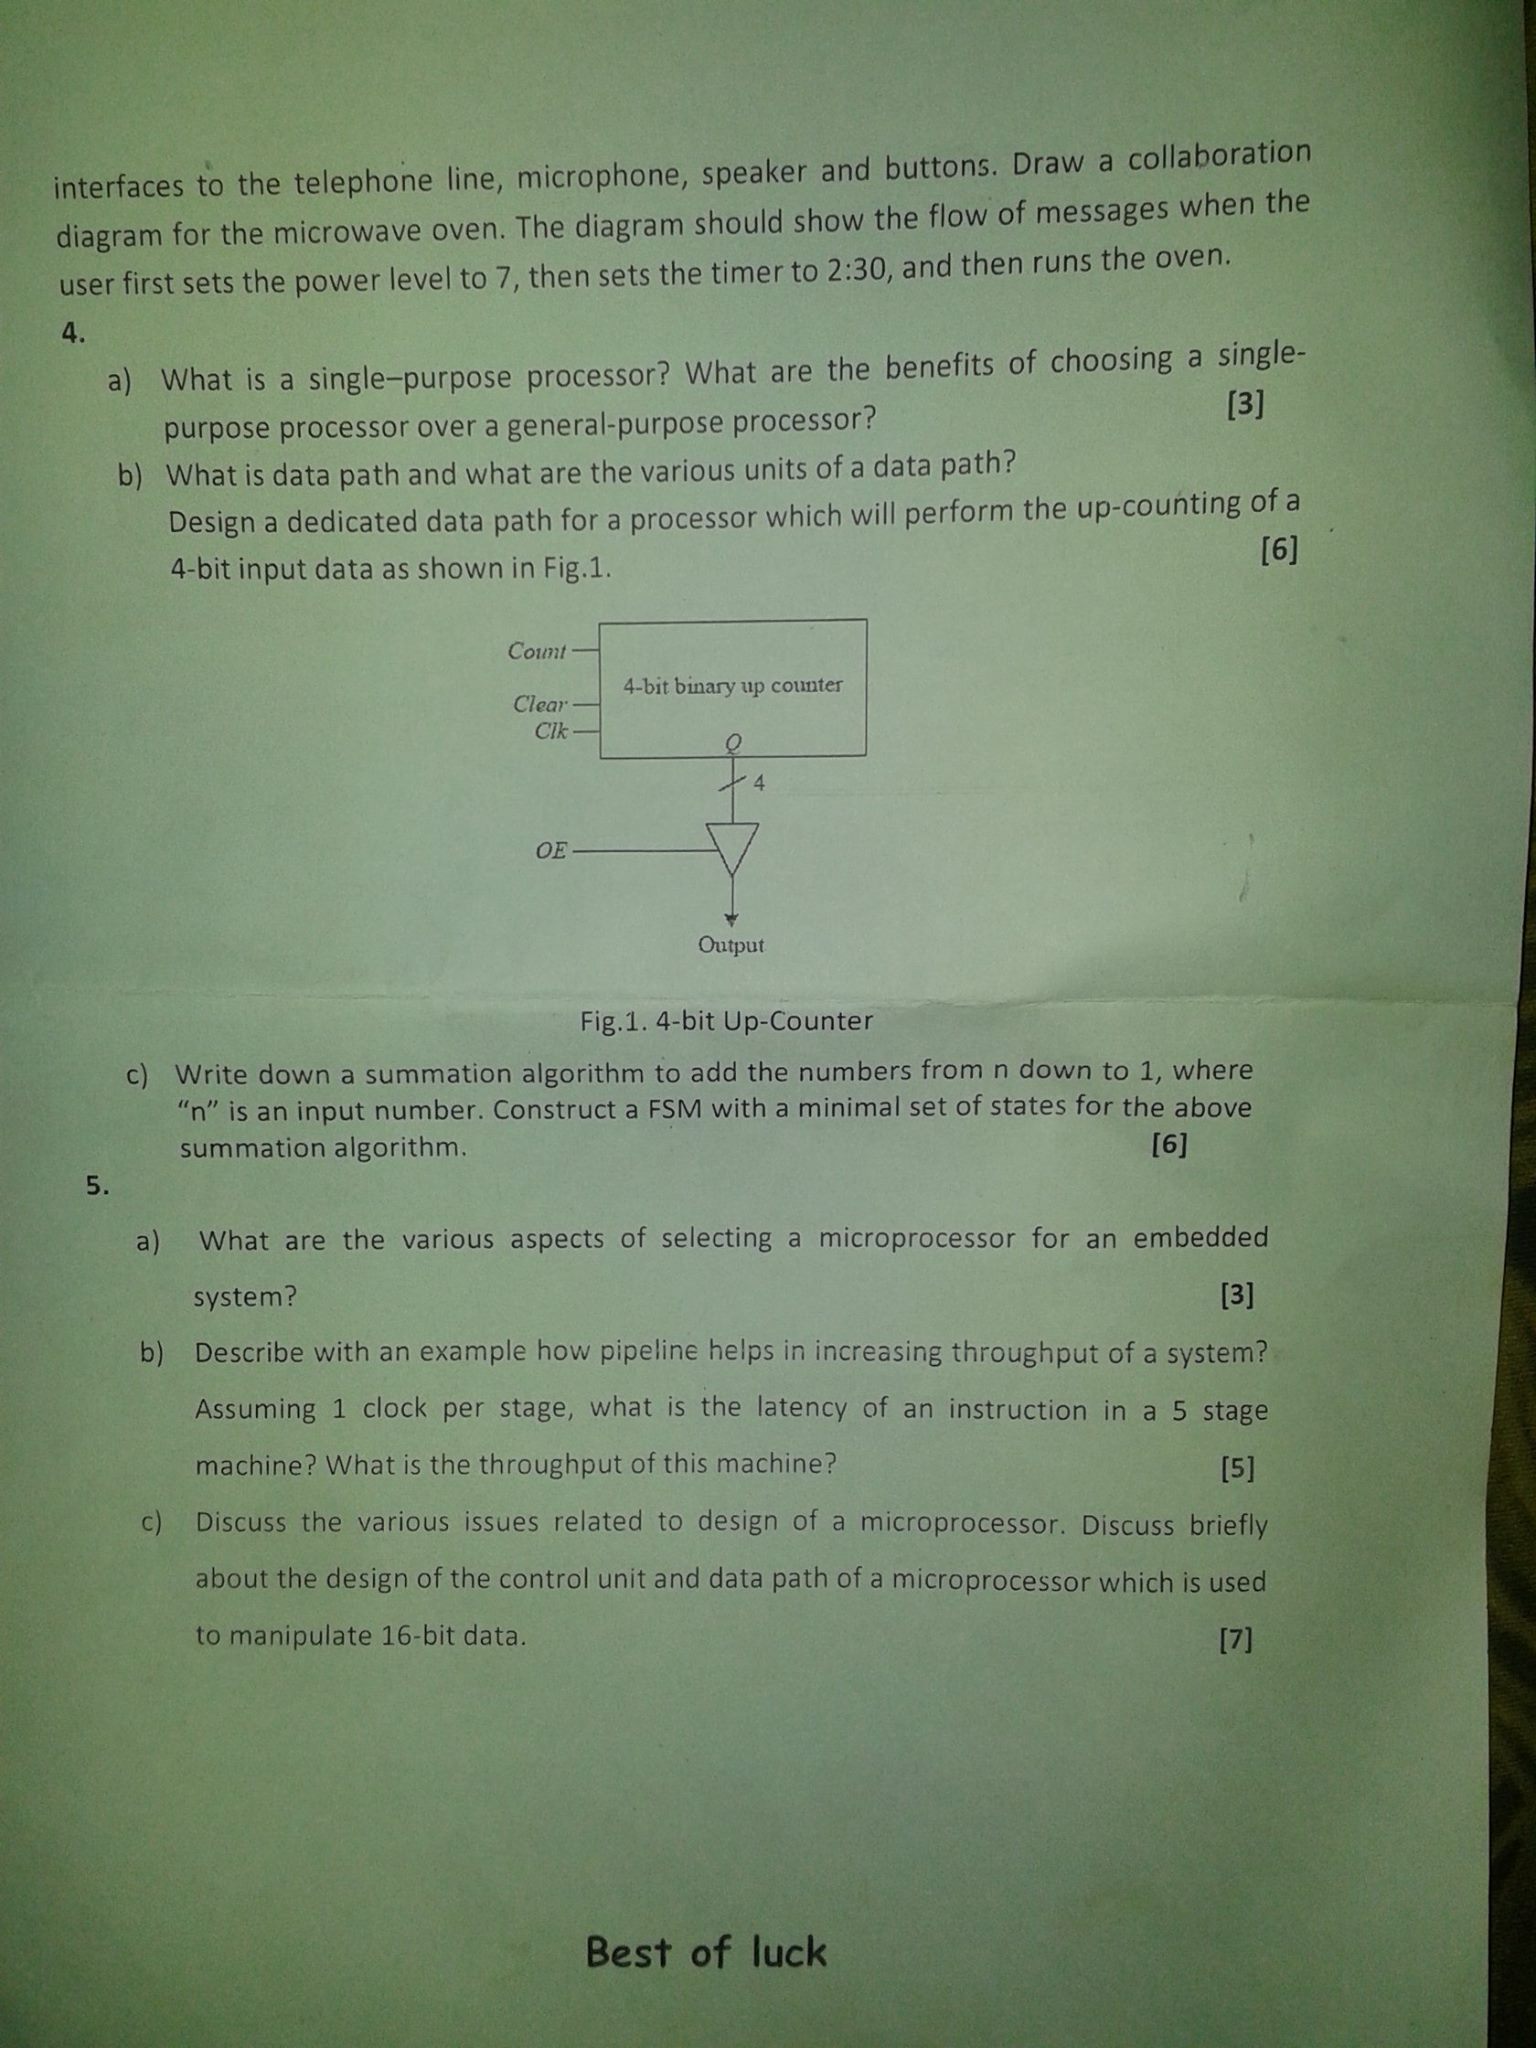 interfaces to the telephone line, microphone, speaker and buttons. Draw a collaboration
diagram for the microwave oven. The diagram should show the flow of messages when the
user first sets the power level to 7, then sets the timer to 2:30, and then runs the oven.
4.
a) What is a single–purpose processor? What are the benefits of choosing a single-
purpose processor over a general-purpose processor? [3]
b) What is data path and what are the various units of a data path?
Design a dedicated data path for a processor which will perform the up-counting of a
4-bit input data as shown in Fig.1. [6]
Count
4-bit binary up counter
Clear
Clk
Q
4
OE
Output
Fig.1. 4-bit Up-Counter
c) Write down a summation algorithm to add the numbers from n down to 1, where
“n” is an input number. Construct a FSM with a minimal set of states for the above
summation algorithm. [6]
5.
a) What are the various aspects of selecting a microprocessor for an embedded
system? [3]
b) Describe with an example how pipeline helps in increasing throughput of a system?
Assuming 1 clock per stage, what is the latency of an instruction in a 5 stage
machine? What is the throughput of this machine? [5]
c) Discuss the various issues related to design of a microprocessor. Discuss briefly
about the design of the control unit and data path of a microprocessor which is used
to manipulate 16-bit data. [7]
Best of luck